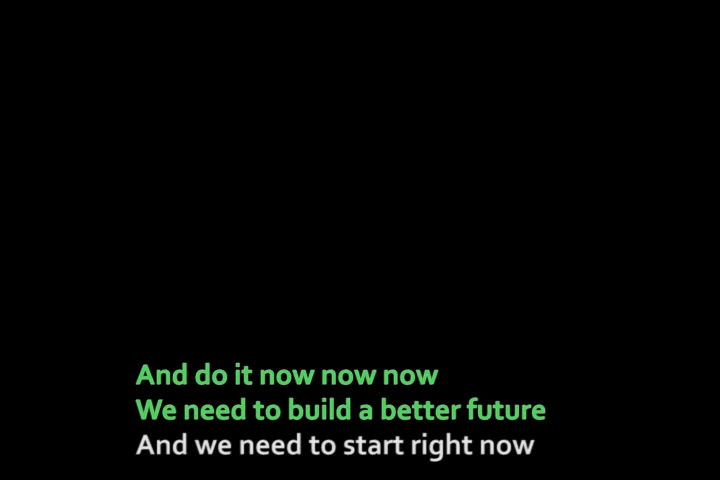 And do it now now now
We need to build a better future
And we need to start right now